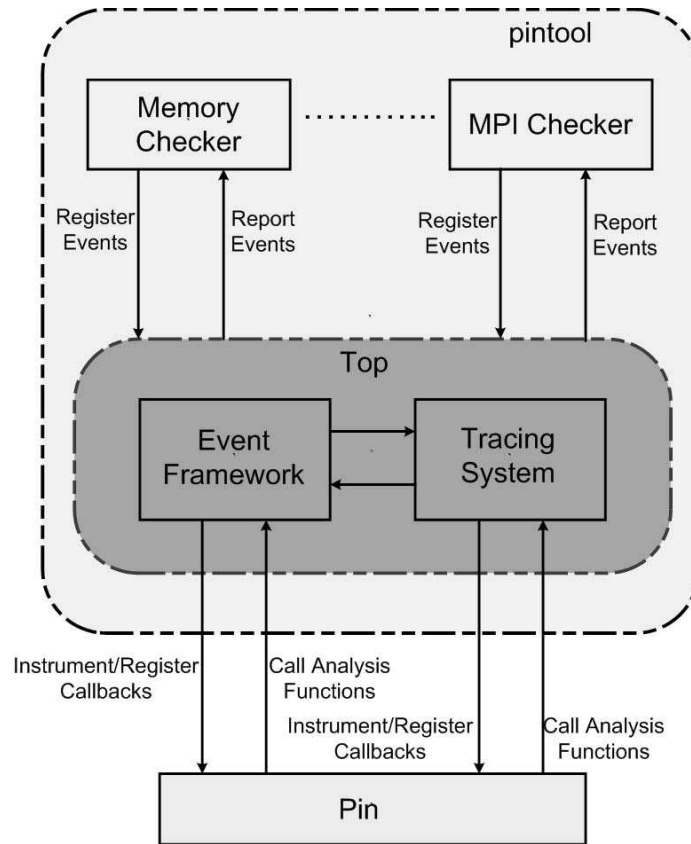 pintool
Memory
Checker
MPI Checker
Register
Events
Report
Events
Register
Events
Report
Events
Top
Event
Framework
Tracing
System
Instrument/Register
Callbacks
Call Analysis
Functions
Instrument/Register
Callbacks
Call Analysis
Functions
Pin